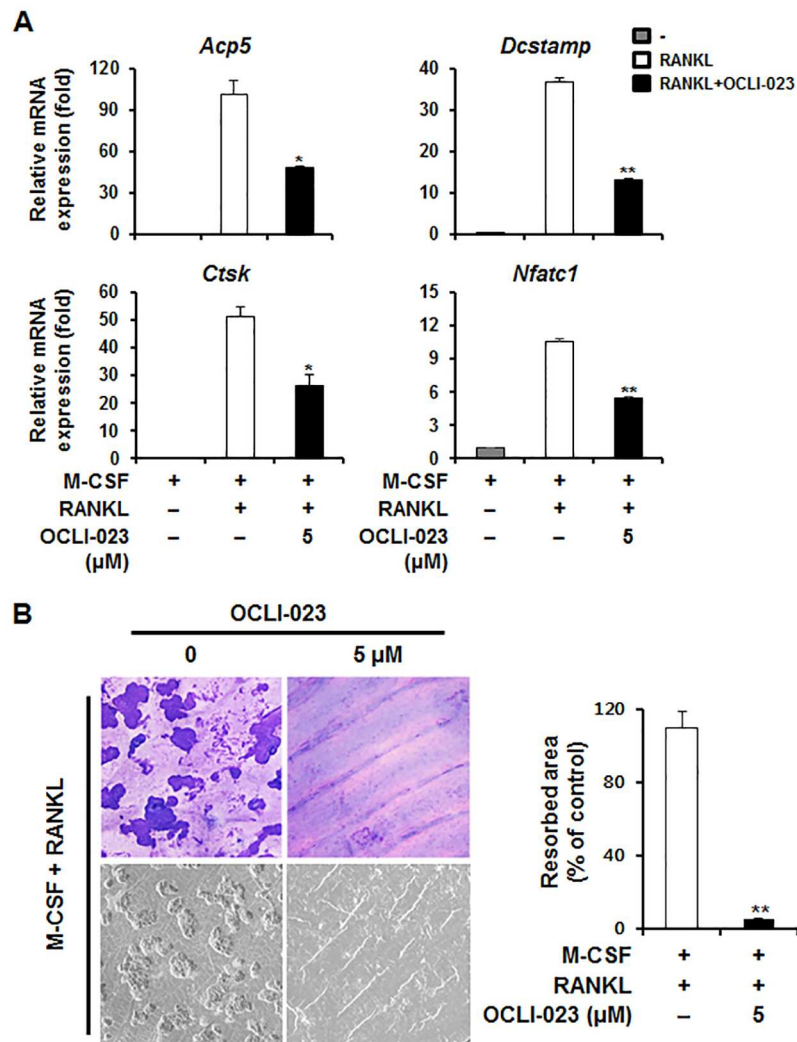 A
Acp5
Dcstamp
-
RANKL
RANKL+OCLI-023
Relative mRNA
expression (fold)
120
90
60
30
0
*
40
30
20
10
0
**
Ctsk
Nfatc1
Relative mRNA
expression (fold)
60
50
40
30
20
10
0
*
15
12
9
6
3
0
**
M-CSF + + + M-CSF + + +
RANKL – + + RANKL – + +
OCLI-023 – – 5 OCLI-023 – – 5
(µM) (µM)
B
OCLI-023
0 5 µM
M-CSF + RANKL
Resorbed area
(% of control)
120
80
40
0
**
M-CSF + +
RANKL + +
OCLI-023 (µM) – 5